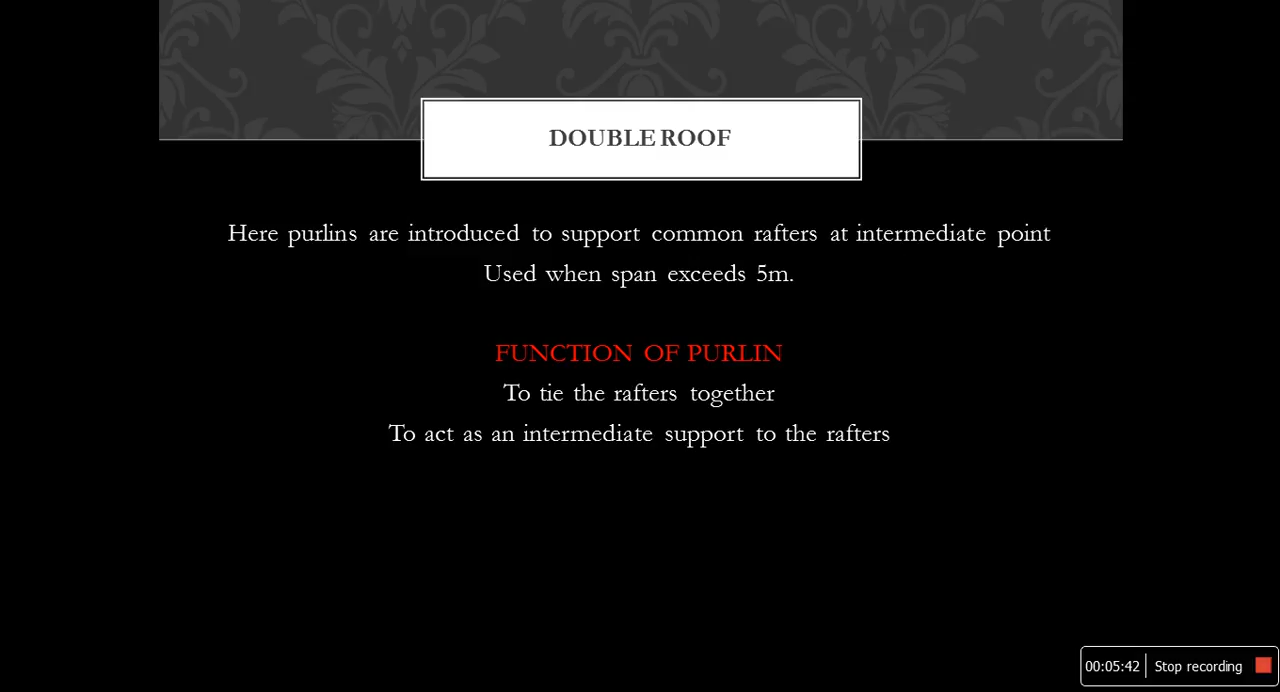 DOUBLE ROOF
Here purlins are introduced to support common rafters at intermediate point
Used when span exceeds 5m.
FUNCTION OF PURLIN
To tie the rafters together
To act as an intermediate support to the rafters
00:05:42 Stop recording